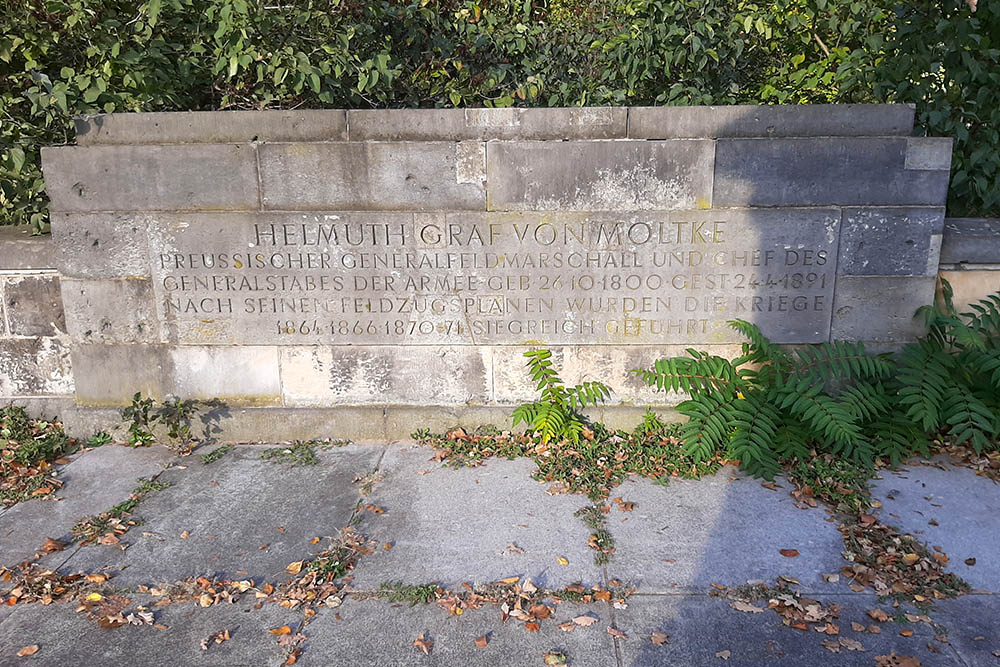 HELMUTH GRAF VON MOLTKE
PREUSSISCHER GENERALFELDMARSCHALL UND CHEF DES
GENERALSTABES DER ARMEE · GEB · 26·10·1800 · GEST · 24·4·1891
NACH SEINEN FELDZUGSPLÄNEN WURDEN DIE KRIEGE
1864·1866·1870-71 SIEGREICH GEFÜHRT